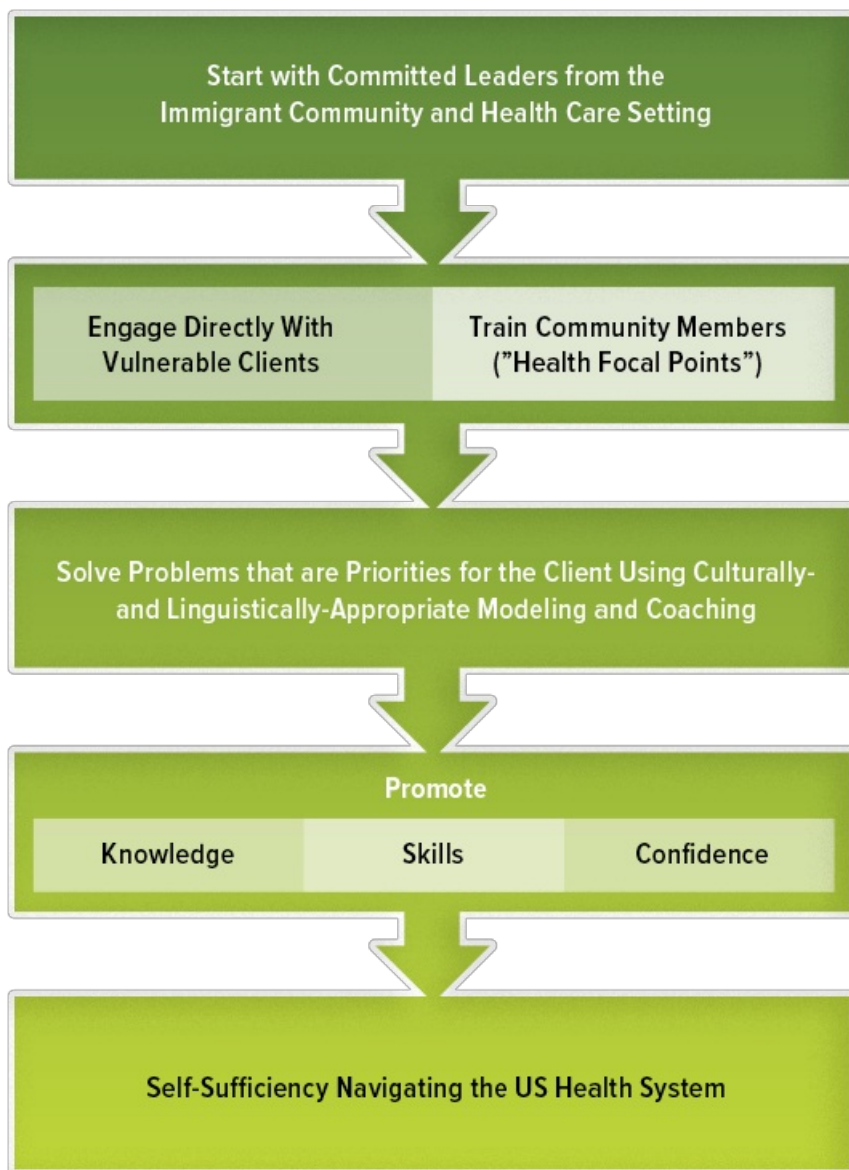 Start with Committed Leaders from the
Immigrant Community and Health Care Setting
Engage Directly With
Vulnerable Clients
Train Community Members
(”Health Focal Points”)
Solve Problems that are Priorities for the Client Using Culturally-
and Linguistically-Appropriate Modeling and Coaching
Promote
Knowledge
Skills
Confidence
Self-Sufficiency Navigating the US Health System